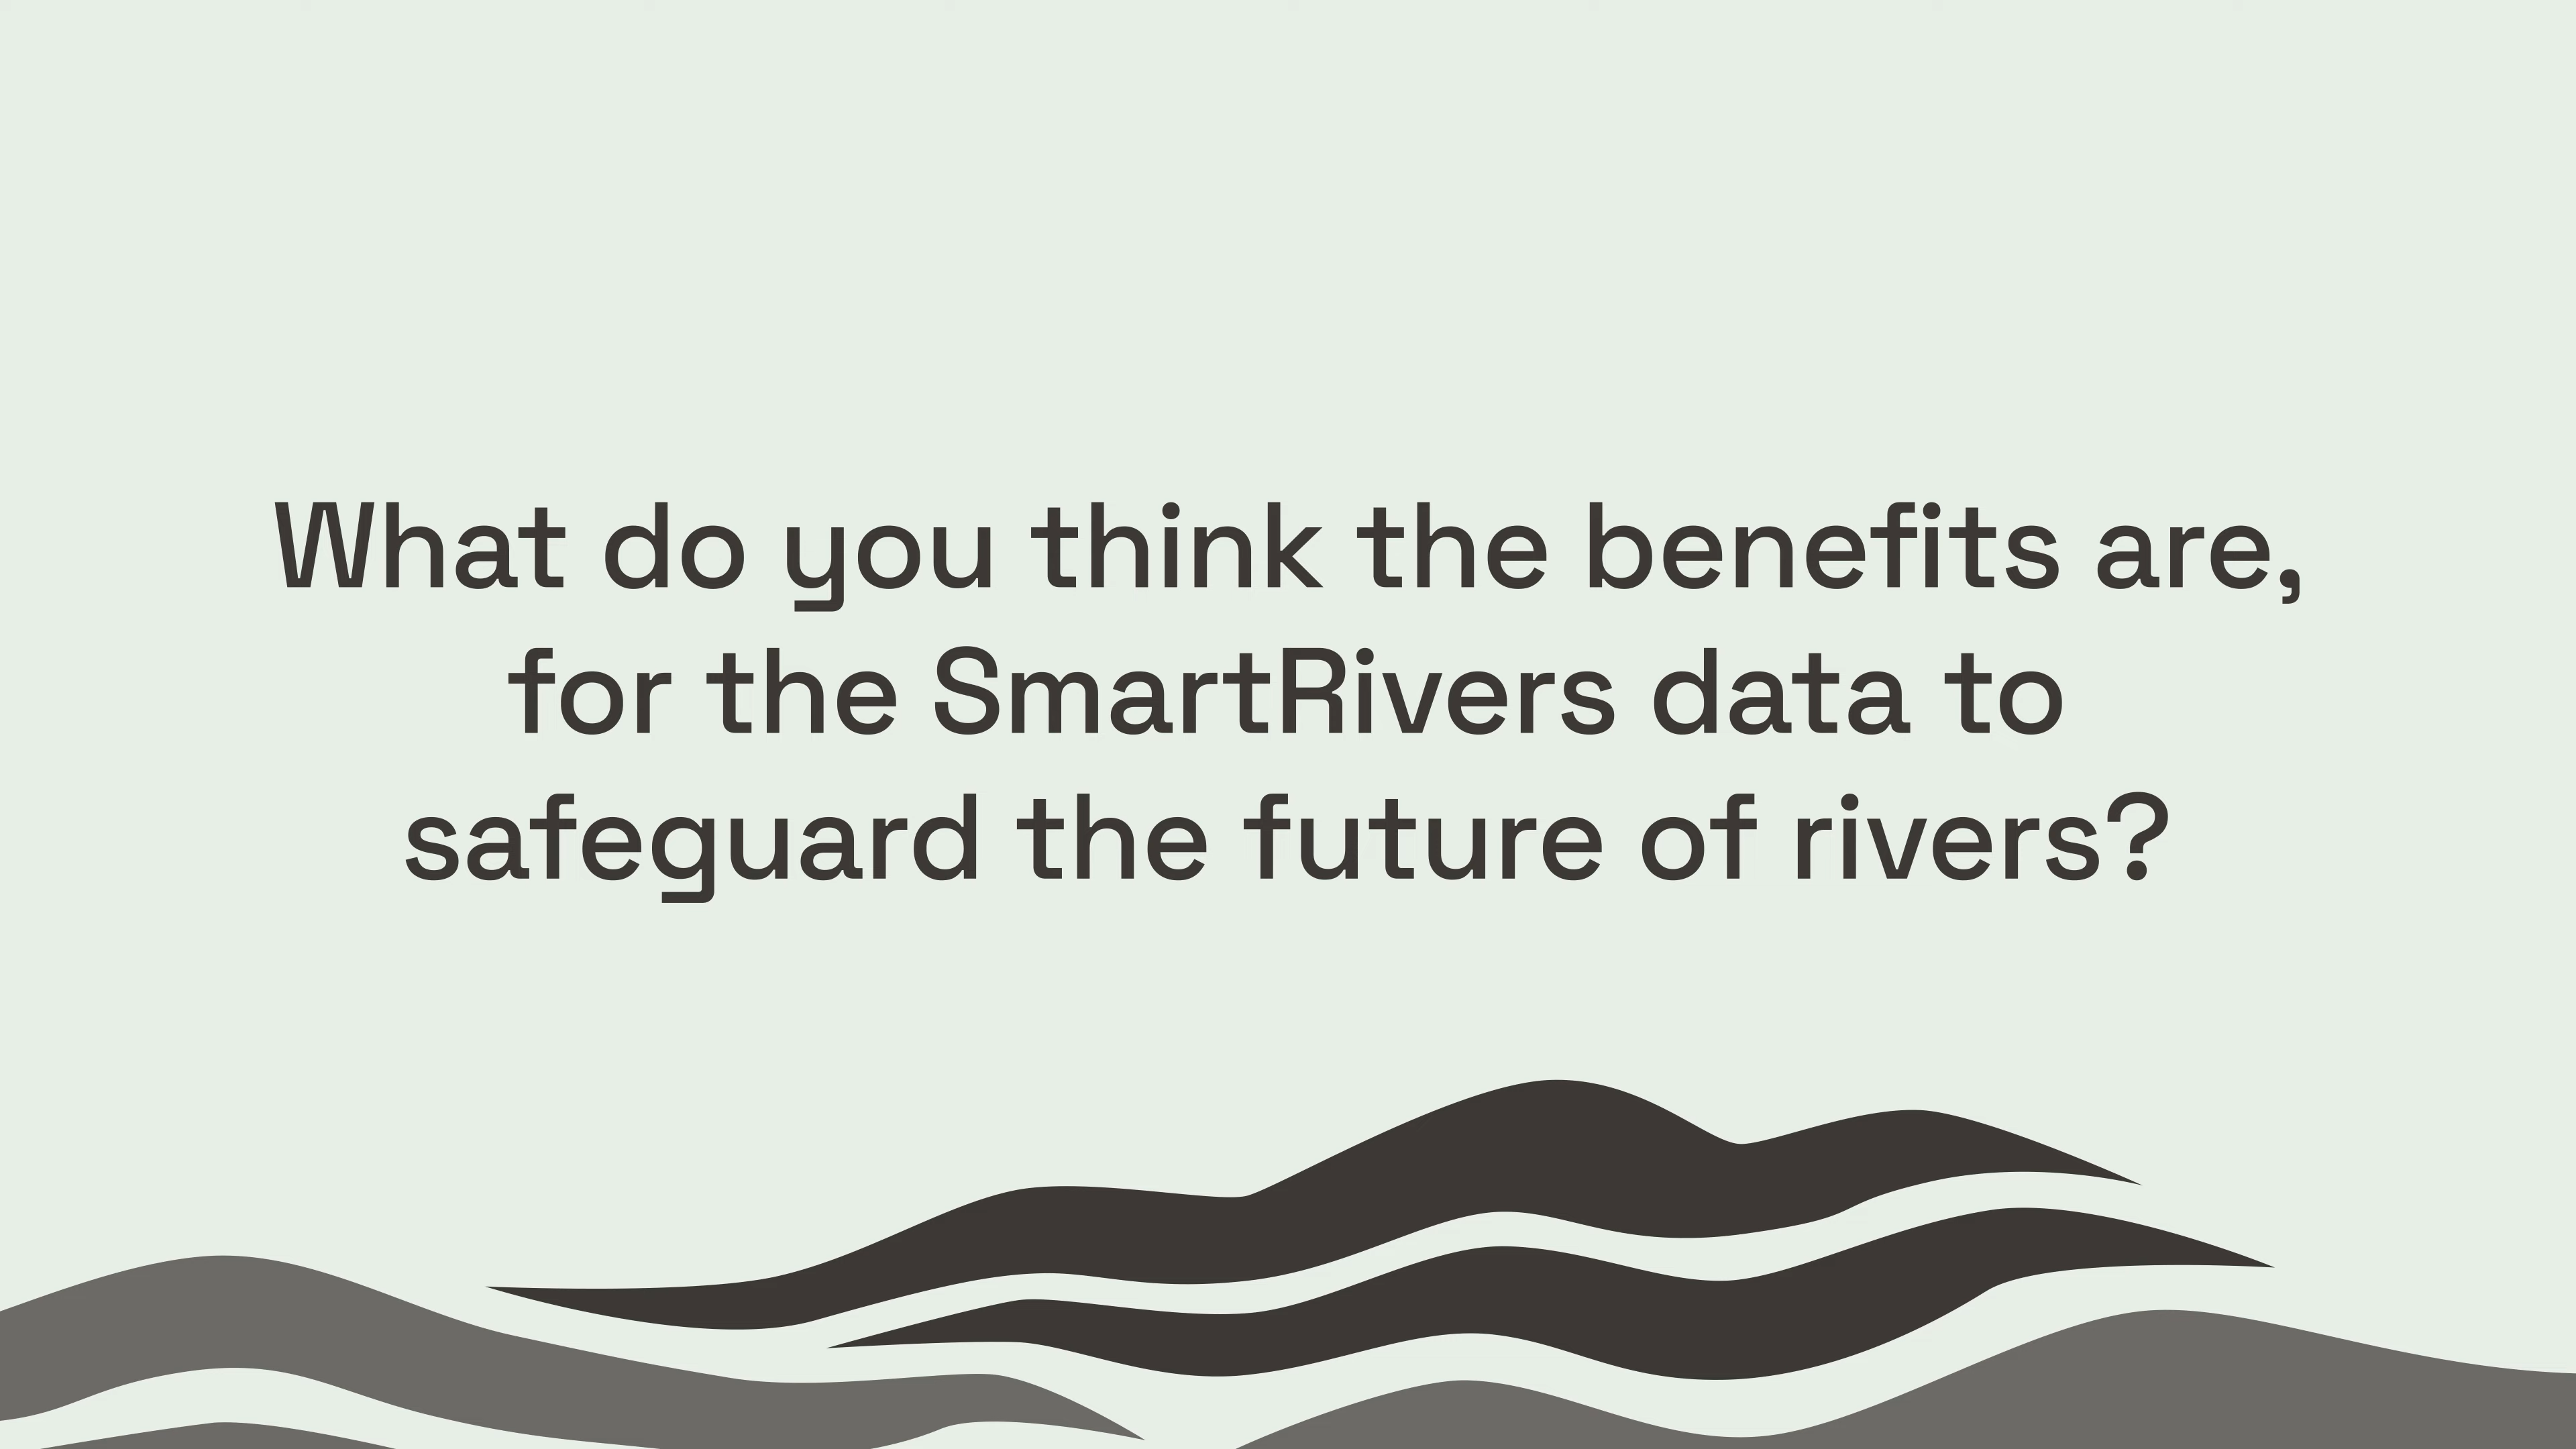 What do you think the benefits are,
for the SmartRivers data to
safeguard the future of rivers?